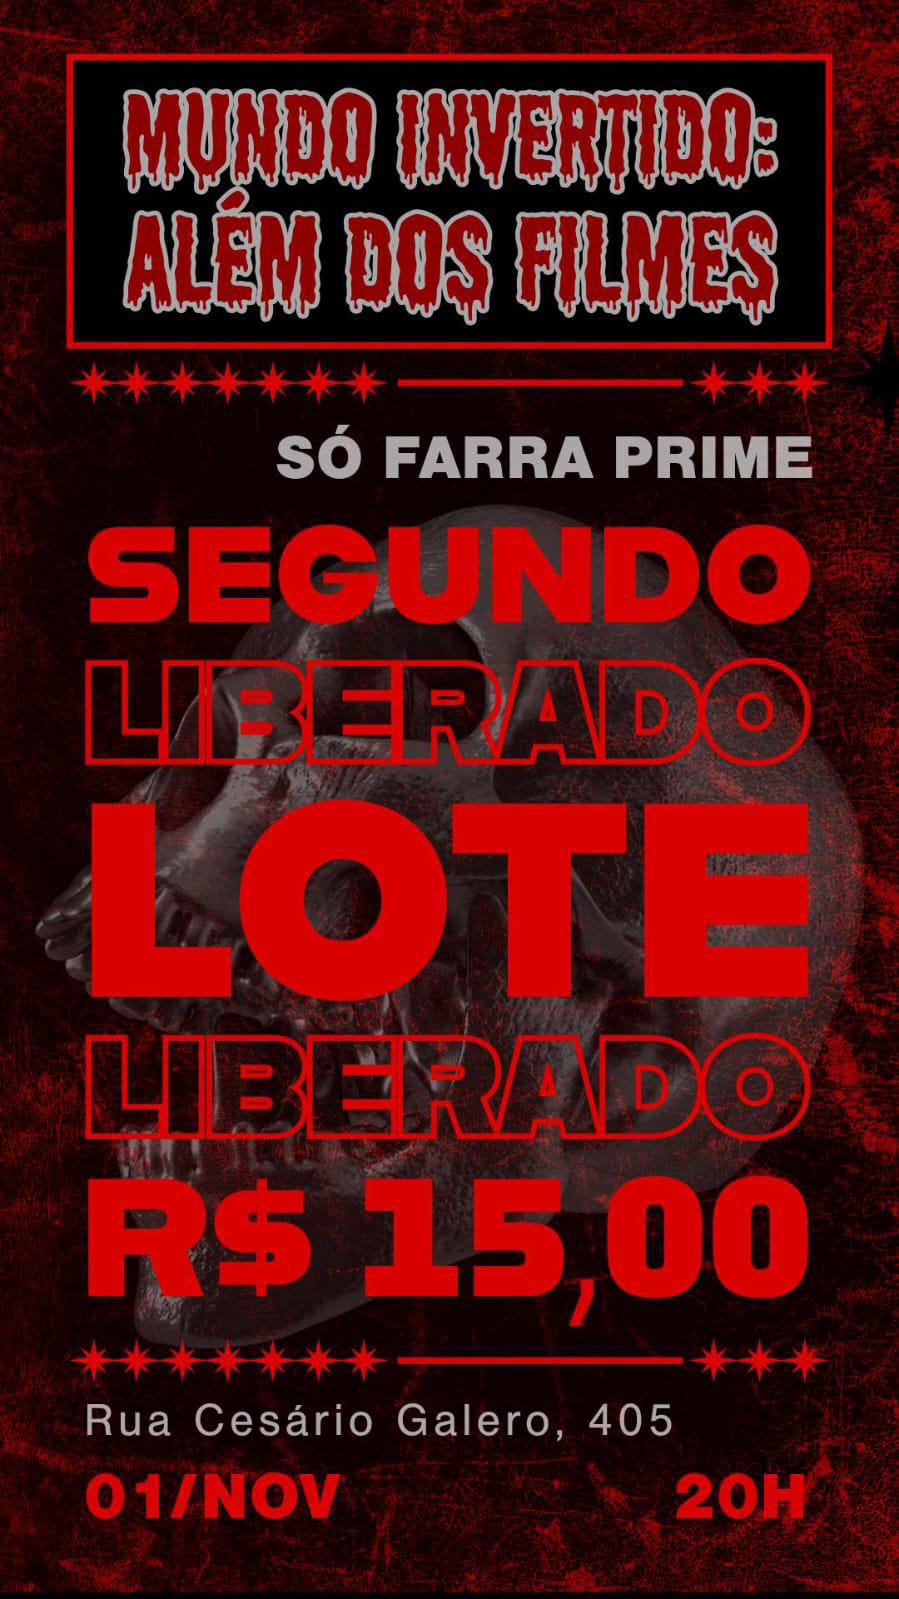 MUNDO INVERTIDO:
ALÉM DOS FILMES
SÓ FARRA PRIME
SEGUNDO
LIBERADO
LOTE
LIBERADO
R$ 15,00
Rua Cesário Galero, 405
01/NOV 20H